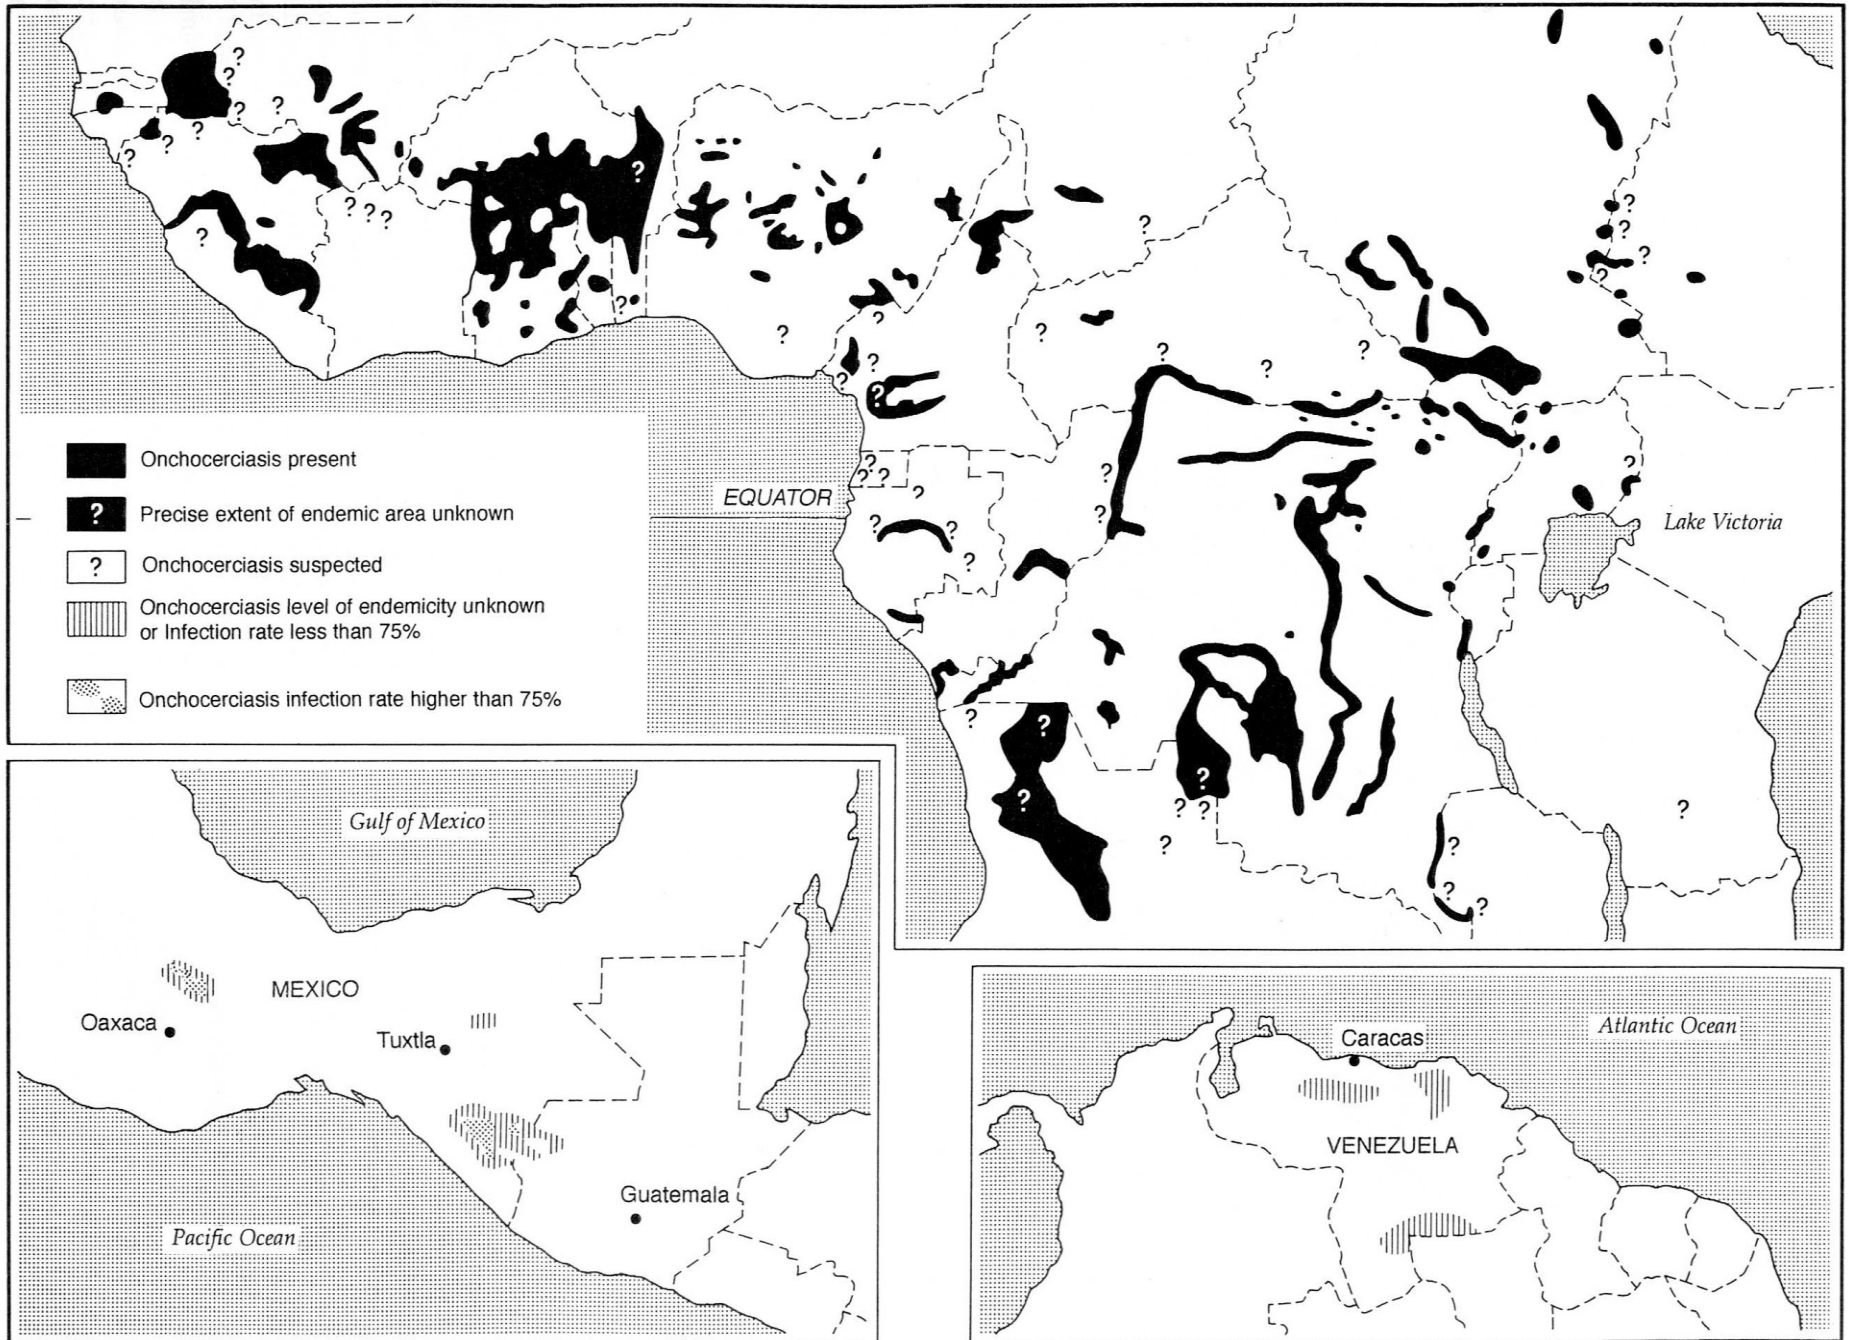 EQUATOR
Lake Victoria
Onchocerciasis present
? Precise extent of endemic area unknown
? Onchocerciasis suspected
Onchocerciasis level of endemicity unknown
or Infection rate less than 75%
Onchocerciasis infection rate higher than 75%
Gulf of Mexico
MEXICO
Oaxaca
Tuxtla
Guatemala
Pacific Ocean
Atlantic Ocean
Caracas
VENEZUELA